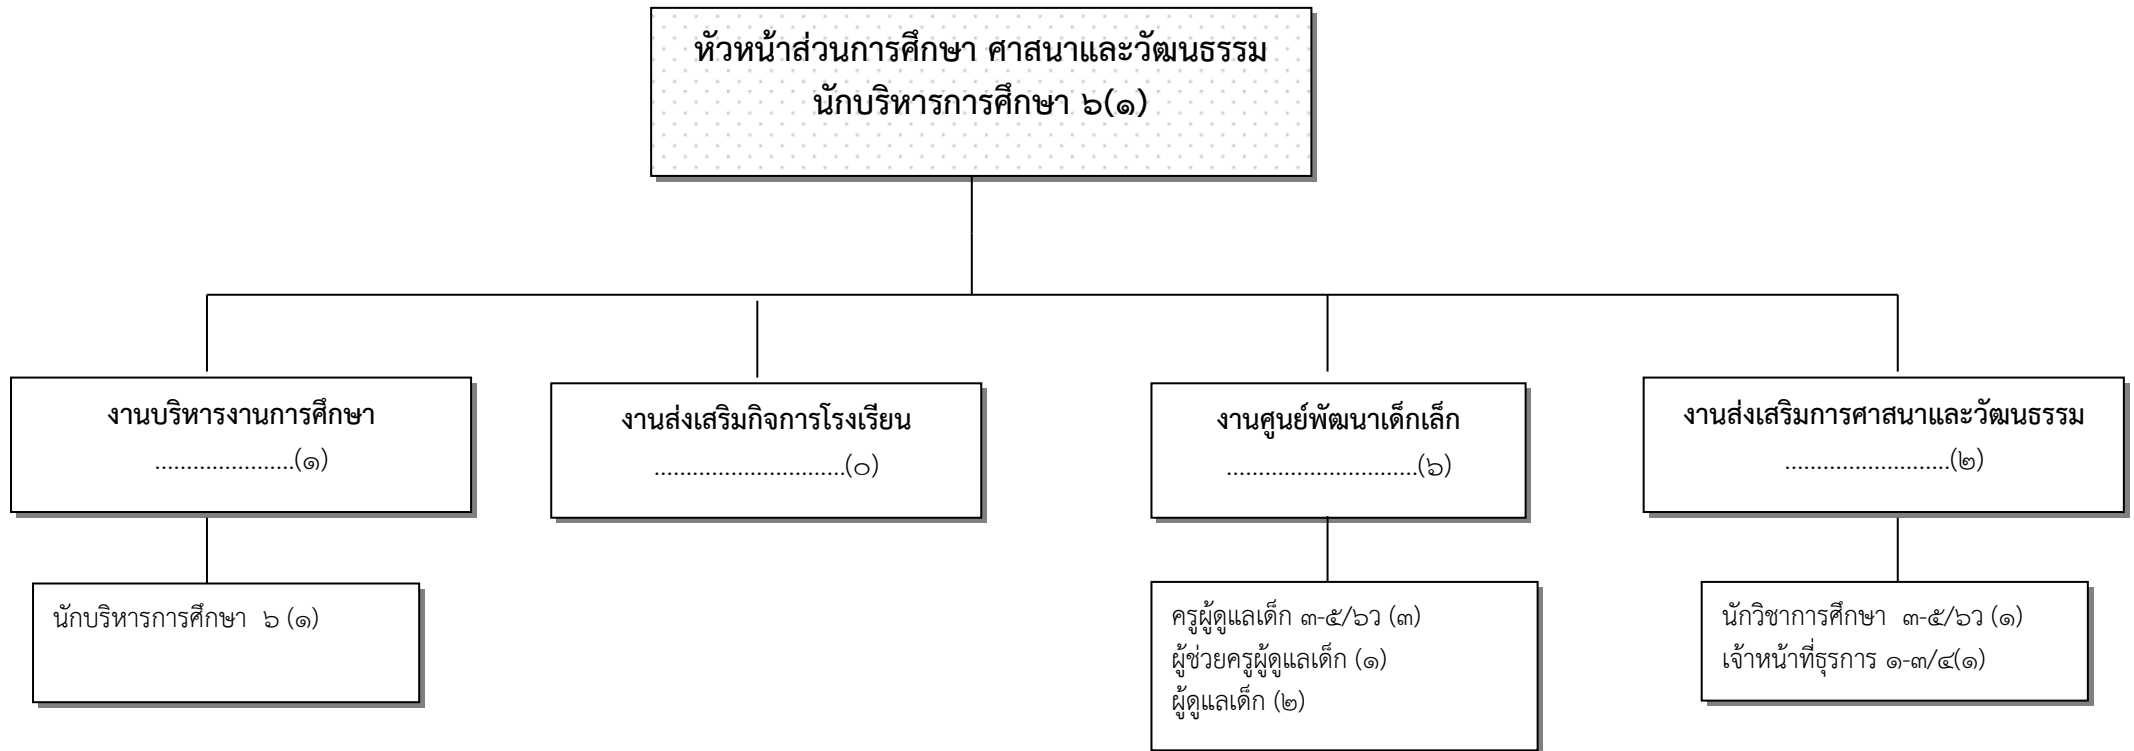 หัวหน้าส่วนการศึกษา ศาสนาและวัฒนธรรม
นักบริหารการศึกษา ๖(๑)
งานบริหารงานการศึกษา
......................(๑)
งานส่งเสริมกิจการโรงเรียน
..............................(๐)
งานศูนย์พัฒนาเด็กเล็ก
..............................(๖)
งานส่งเสริมการศาสนาและวัฒนธรรม
..........................(๒)
นักบริหารการศึกษา ๖ (๑)
ครูผู้ดูแลเด็ก ๓-๕/๖ว (๓)
ผู้ช่วยครูผู้ดูแลเด็ก (๑)
ผู้ดูแลเด็ก (๒)
นักวิชาการศึกษา ๓-๕/๖ว (๑)
เจ้าหน้าที่ธุรการ ๑-๓/๔(๑)